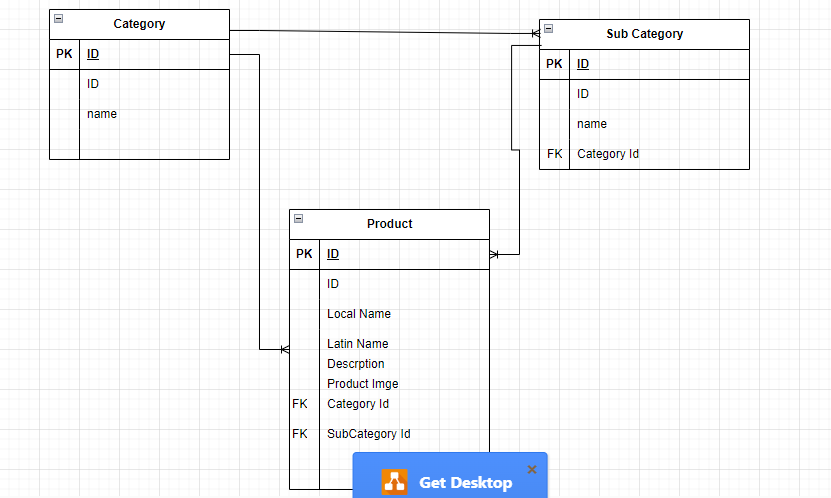 Category
PK ID
ID
name
Sub Category
PK ID
ID
name
FK Category Id
Product
PK ID
ID
Local Name
Latin Name
Descrption
Product Imge
FK Category Id
FK SubCategory Id
Get Desktop